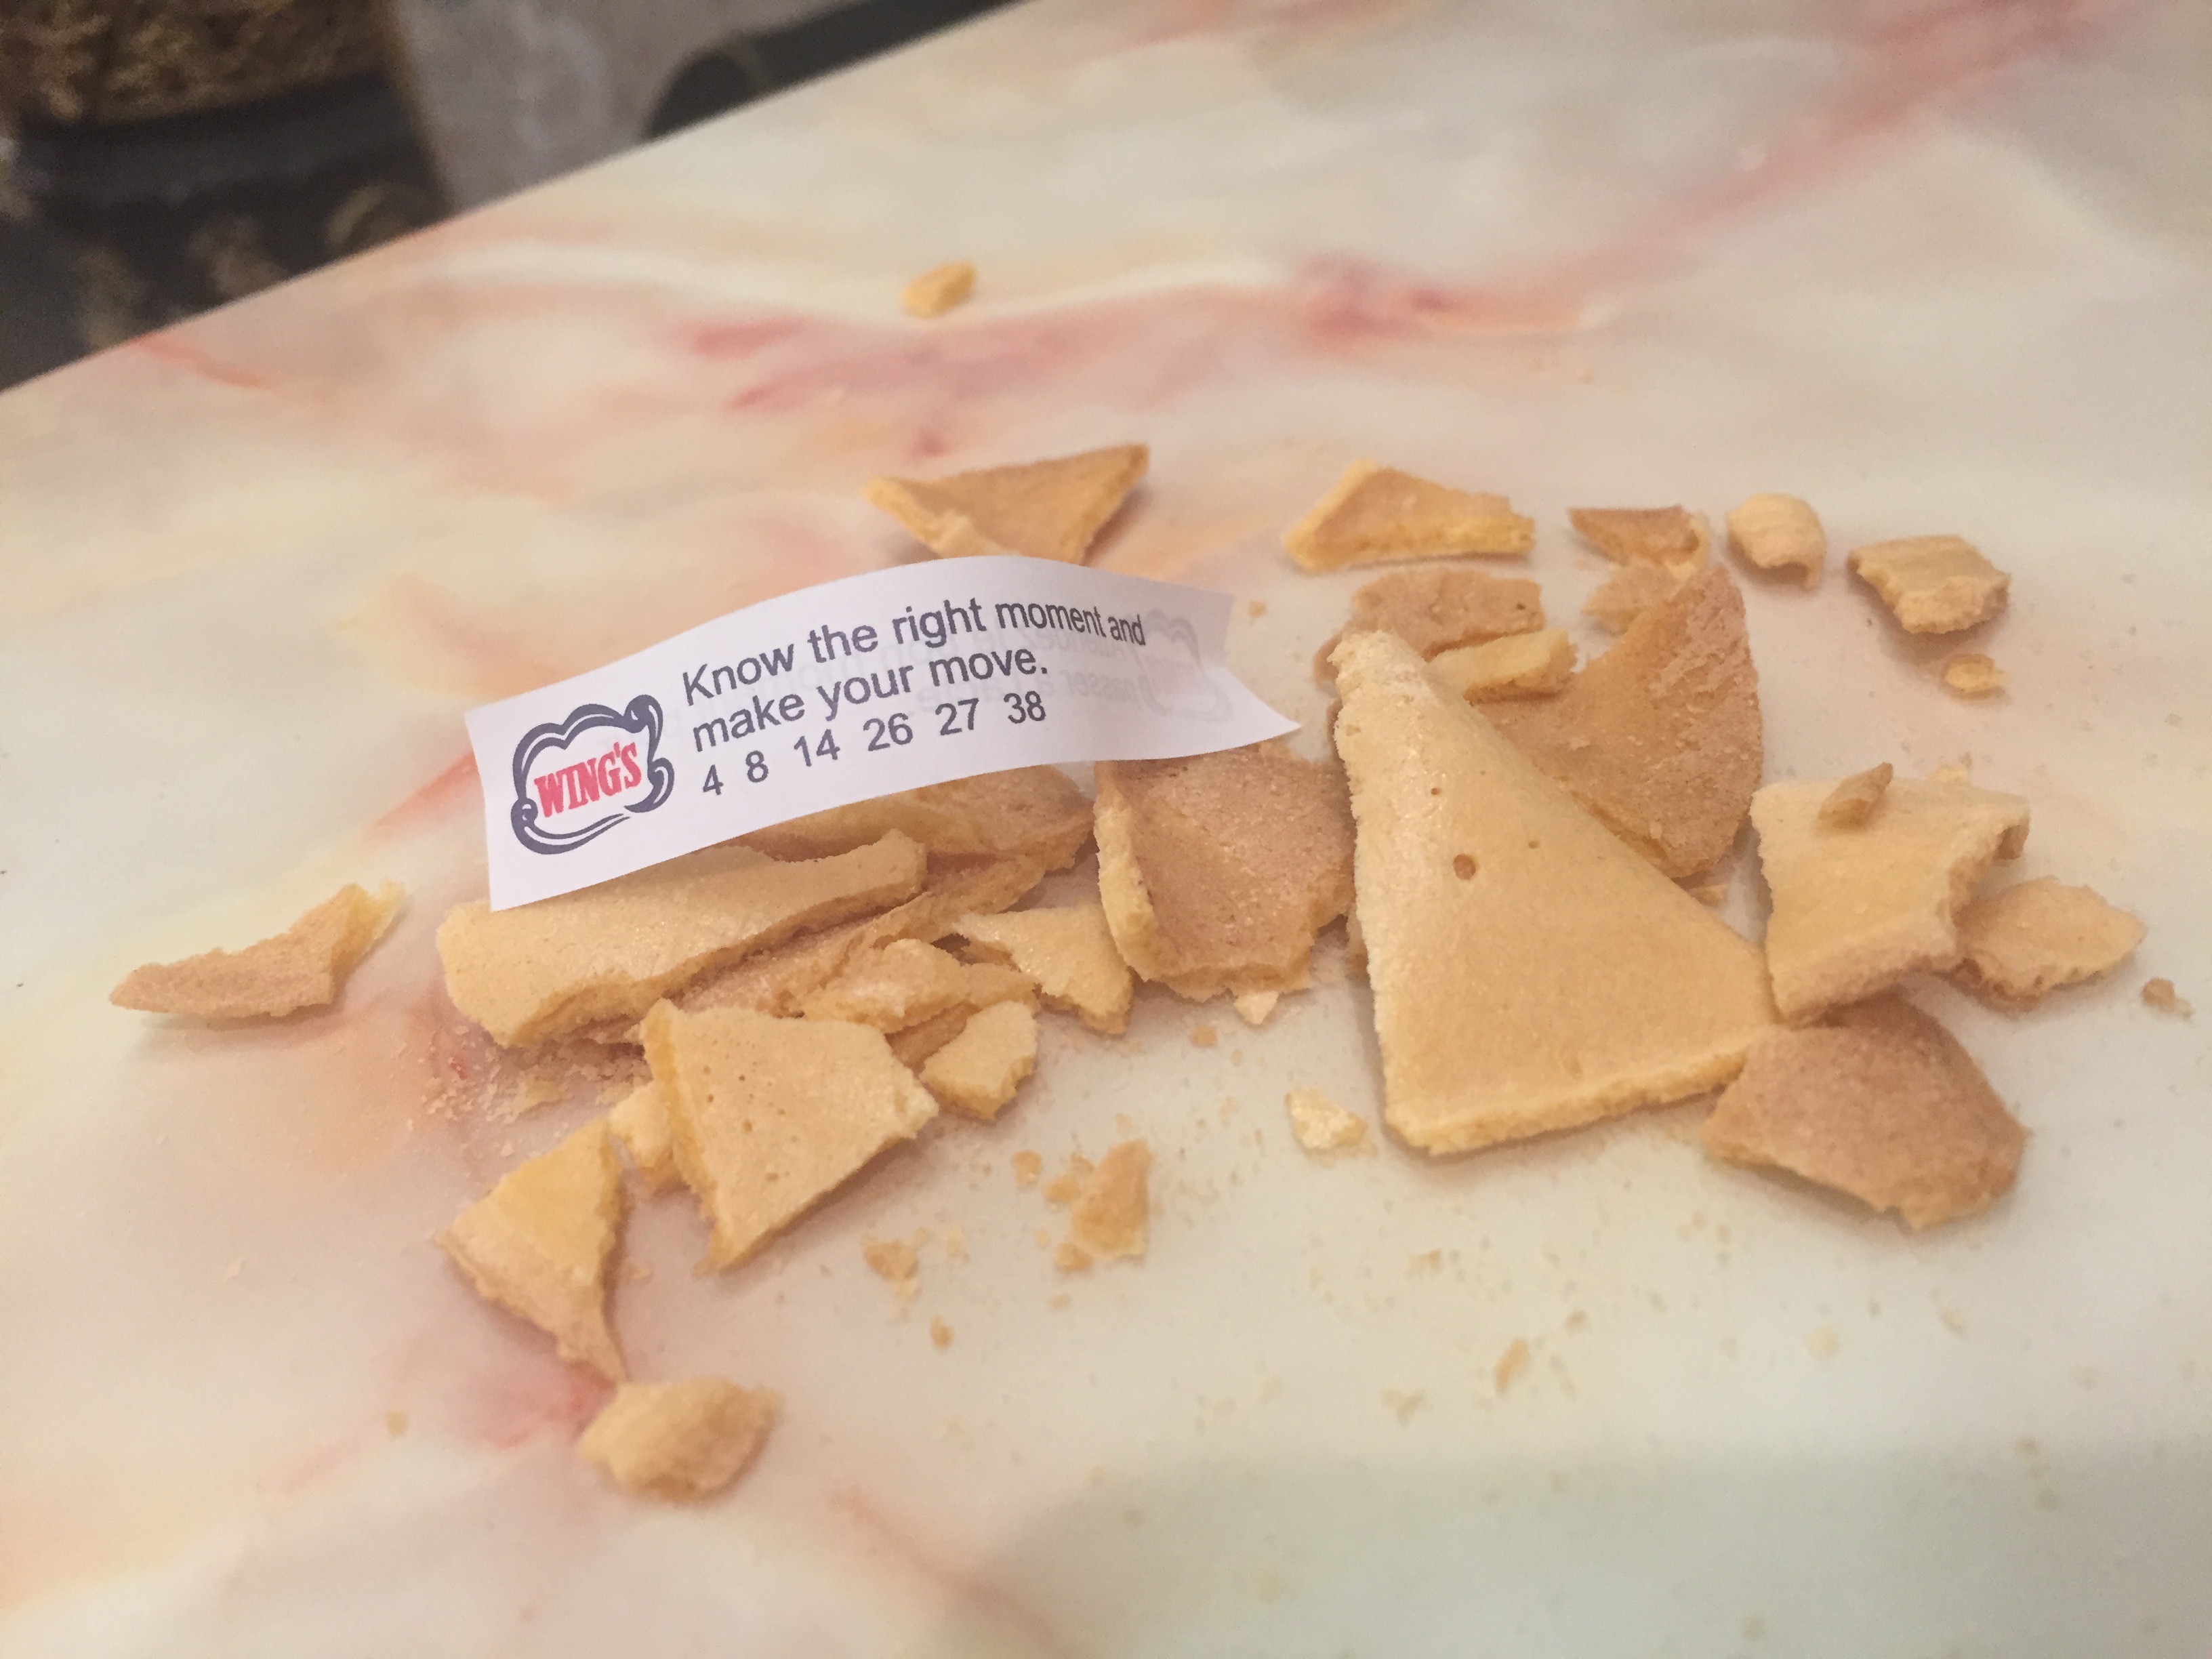 WING'S
Know the right moment and
make your move.
4 8 14 26 27 38